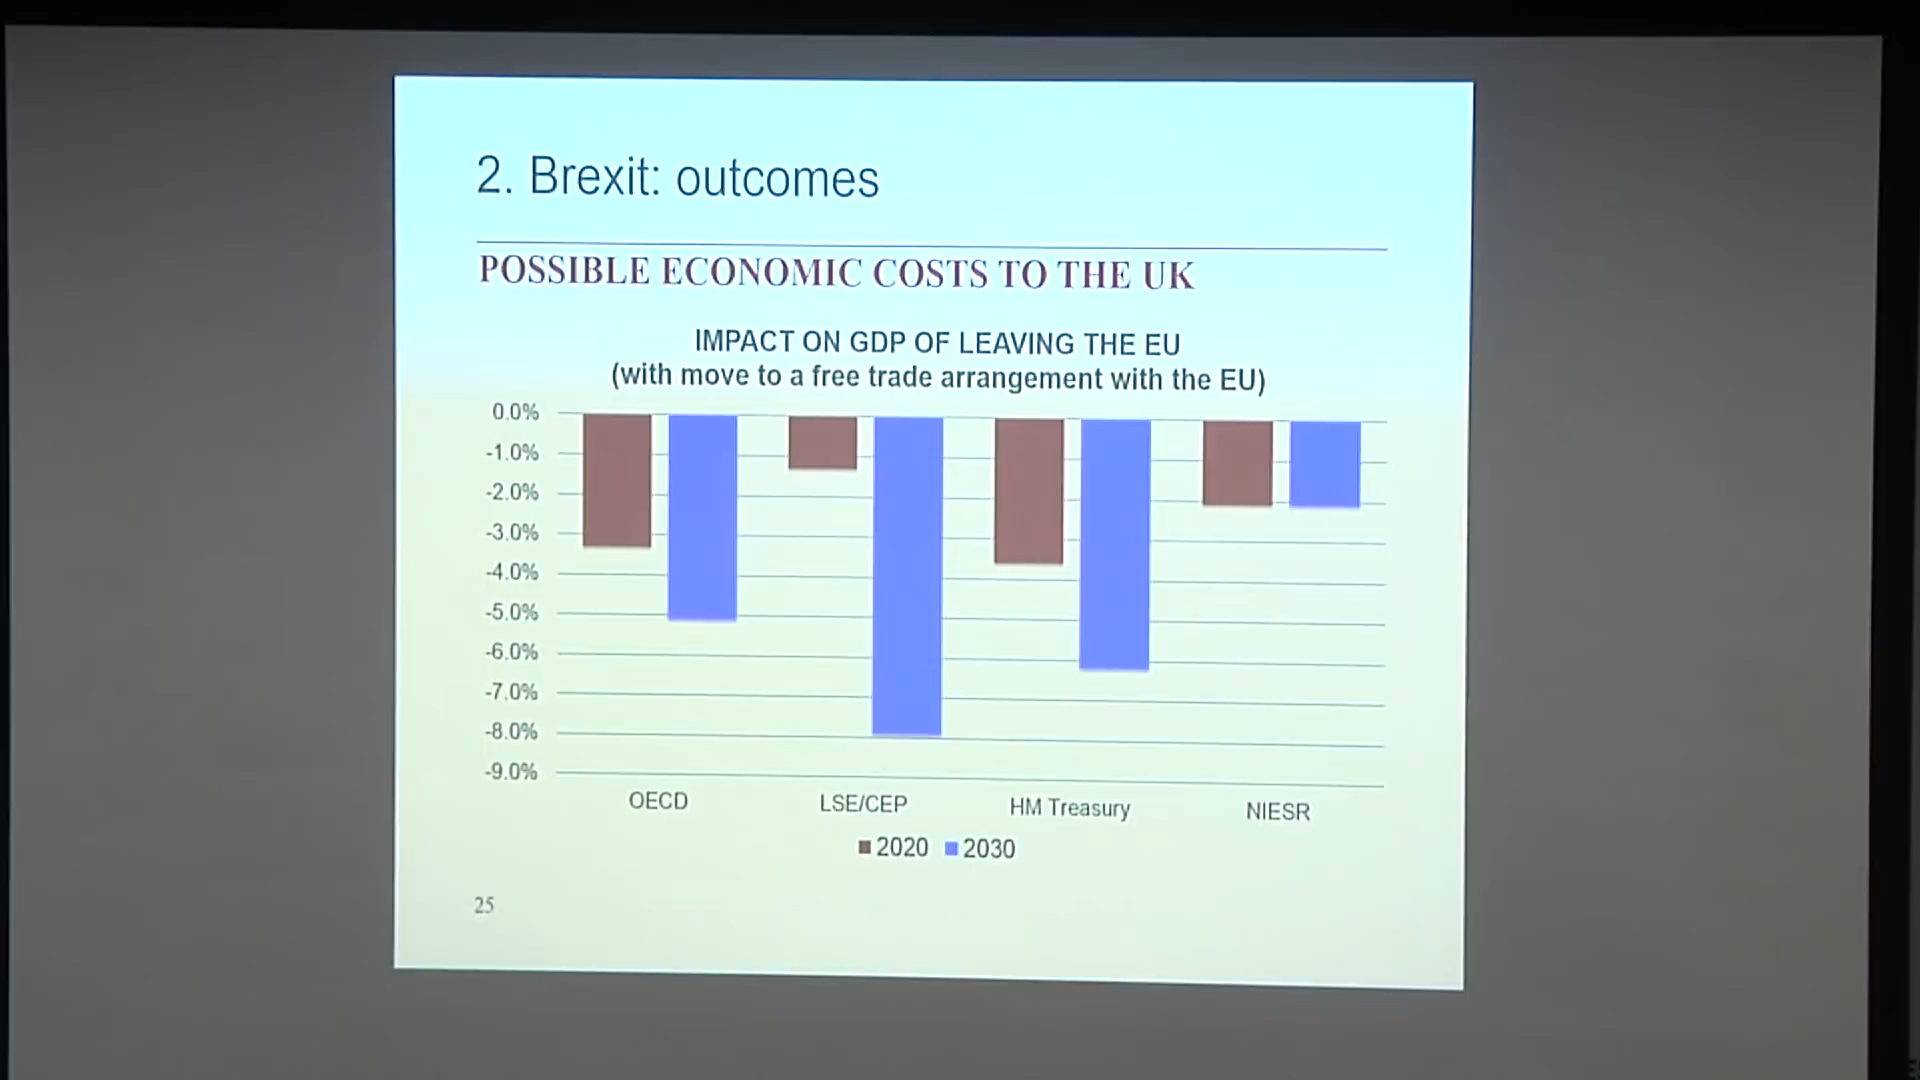 2. Brexit: outcomes
POSSIBLE ECONOMIC COSTS TO THE UK
IMPACT ON GDP OF LEAVING THE EU
(with move to a free trade arrangement with the EU)
0.0%
-1.0%
-2.0%
-3.0%
-4.0%
-5.0%
-6.0%
-7.0%
-8.0%
-9.0%
OECD LSE/CEP HM Treasury NIESR
2020 2030
25